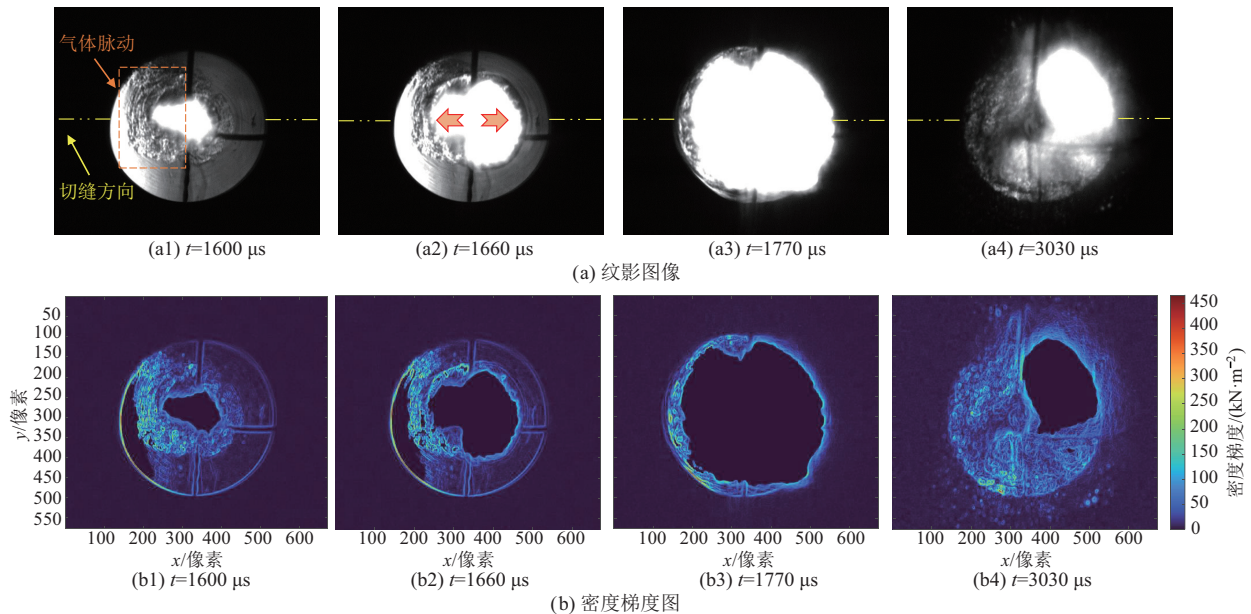 气体脉动
切缝方向
(a1) t=1600 μs
(a2) t=1660 μs
(a3) t=1770 μs
(a4) t=3030 μs
(a) 纹影图像
50
100
150
200
250
300
350
400
450
500
550
y/像素
100 200 300 400 500 600
100 200 300 400 500 600
100 200 300 400 500 600
100 200 300 400 500 600
x/像素
x/像素
x/像素
x/像素
450
400
350
300
250
200
150
100
50
0
密度梯度/(kN·m⁻²)
(b1) t=1600 μs
(b2) t=1660 μs
(b3) t=1770 μs
(b4) t=3030 μs
(b) 密度梯度图